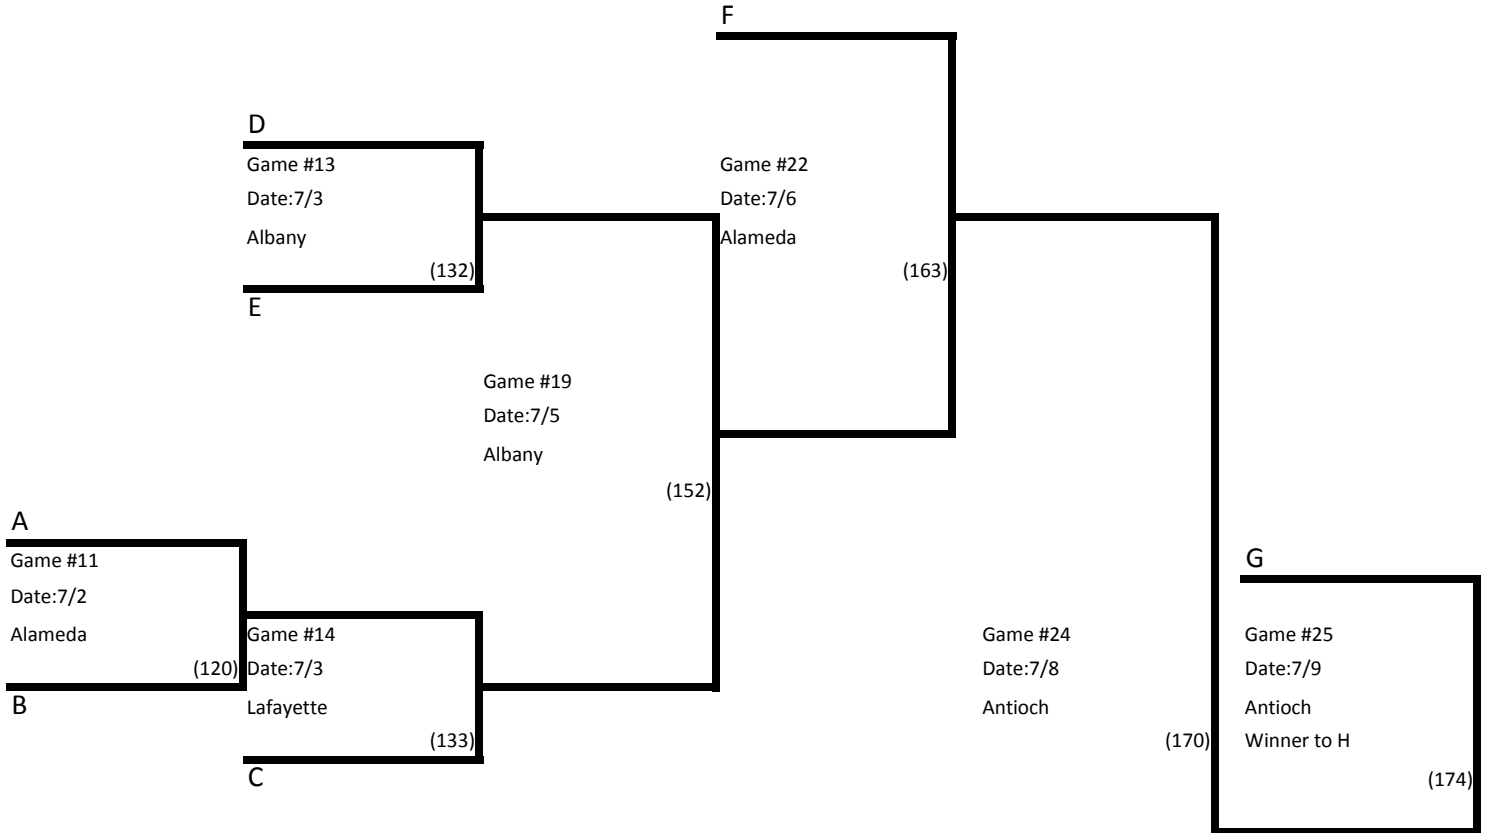 F
D
Game #13
Date:7/3
Albany
(132)
E
Game #22
Date:7/6
Alameda
(163)
Game #19
Date:7/5
Albany
(152)
A
Game #11
Date:7/2
Alameda
(120)
B
Game #14
Date:7/3
Lafayette
(133)
C
Game #24
Date:7/8
Antioch
(170)
G
Game #25
Date:7/9
Antioch
Winner to H
(174)